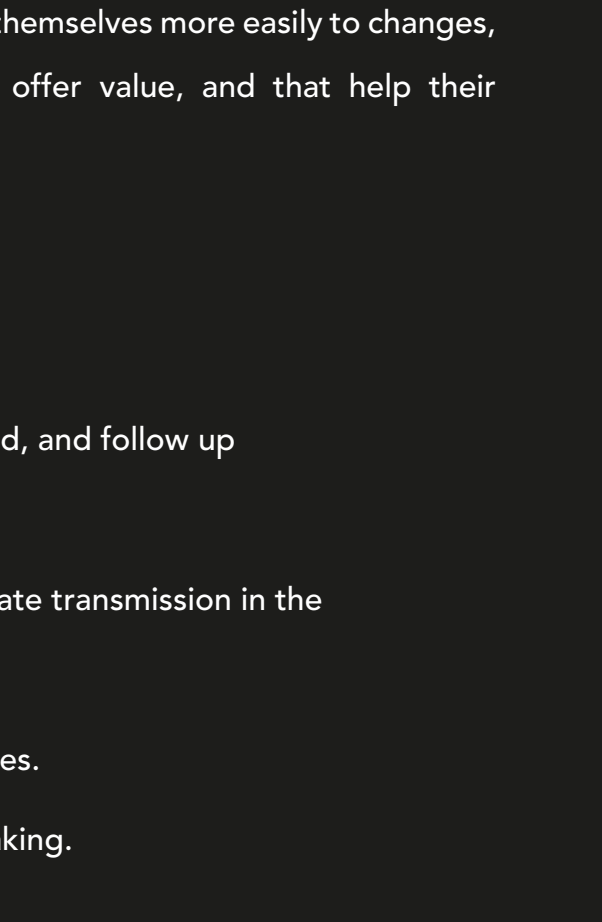 themselves more easily to changes,
offer value, and that help their
d, and follow up
ate transmission in the
es.
king.